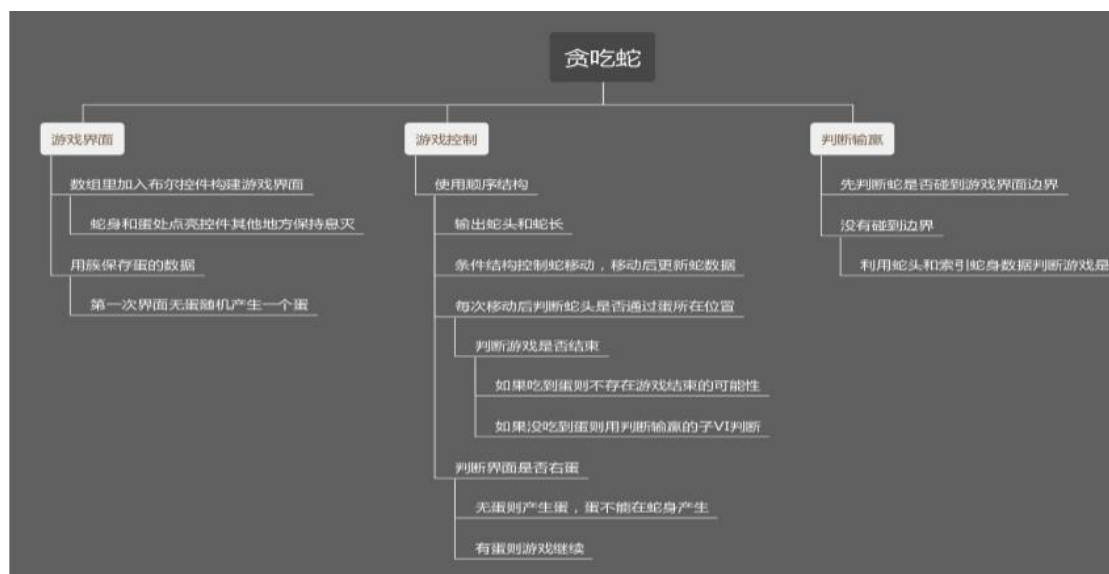 贪吃蛇
游戏界面
数组里加入布尔控件构建游戏界面
蛇身和蛋处点亮控件其他地方保持息灭
用簇保存蛋的数据
第一次界面无蛋随机产生一个蛋
游戏控制
使用顺序结构
输出蛇头和蛇长
条件结构控制蛇移动，移动后更新蛇数据
每次移动后判断蛇头是否通过蛋所在位置
判断游戏是否结束
如果吃到蛋则不存在游戏结束的可能性
如果没吃到蛋则用判断输赢的子VI判断
判断界面是否右蛋
无蛋则产生蛋，蛋不能在蛇身产生
有蛋则游戏继续
判断输赢
先判断蛇是否碰到游戏界面边界
没有碰到边界
利用蛇头和索引蛇身数据判断游戏是